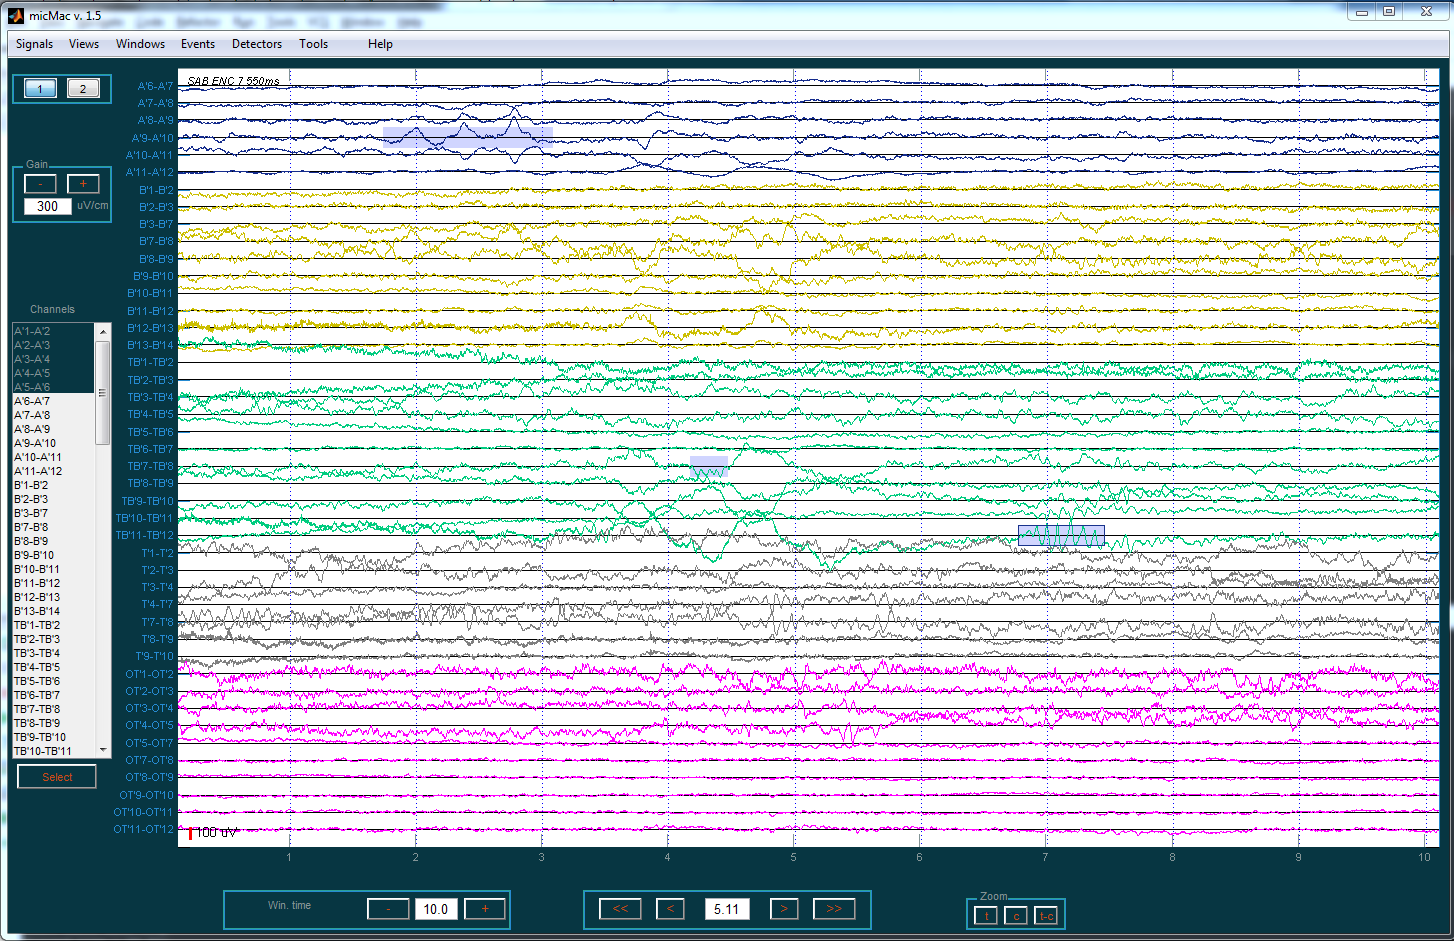 micMac v. 1.5
Signals Views Windows Events Detectors Tools Help
1 2
SAB ENC 7 550ms
Gain
- +
300 uV/cm
Channels
A'1-A'2
A'2-A'3
A'3-A'4
A'4-A'5
A'5-A'6
A'6-A'7
A'7-A'8
A'8-A'9
A'9-A'10
A'10-A'11
A'11-A'12
B'1-B'2
B'2-B'3
B'3-B'7
B'7-B'8
B'8-B'9
B'9-B'10
B'10-B'11
B'11-B'12
B'12-B'13
B'13-B'14
TB'1-TB'2
TB'2-TB'3
TB'3-TB'4
TB'4-TB'5
TB'5-TB'6
TB'6-TB'7
TB'7-TB'8
TB'8-TB'9
TB'9-TB'10
TB'10-TB'11
Select
A'6-A'7
A'7-A'8
A'8-A'9
A'9-A'10
A'10-A'11
A'11-A'12
B'1-B'2
B'2-B'3
B'3-B'7
B'7-B'8
B'8-B'9
B'9-B'10
B'10-B'11
B'11-B'12
B'12-B'13
B'13-B'14
TB'1-TB'2
TB'2-TB'3
TB'3-TB'4
TB'4-TB'5
TB'5-TB'6
TB'6-TB'7
TB'7-TB'8
TB'8-TB'9
TB'9-TB'10
TB'10-TB'11
TB'11-TB'12
T'1-T'2
T'2-T'3
T'3-T'4
T'4-T'7
T'7-T'8
T'8-T'9
T'9-T'10
OT'1-OT'2
OT'2-OT'3
OT'3-OT'4
OT'4-OT'5
OT'5-OT'7
OT'7-OT'8
OT'8-OT'9
OT'9-OT'10
OT'10-OT'11
OT'11-OT'12
100 uV
1 2 3 4 5 6 7 8 9 10
Win. time - 10.0 +
<< < 5.11 > >>
Zoom
t c t-c